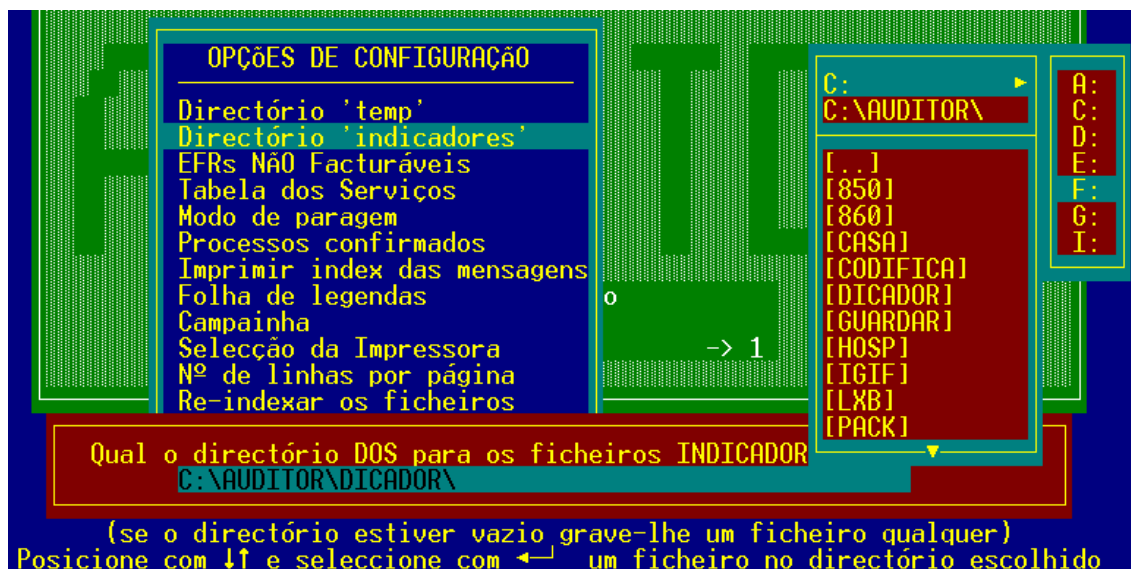 OPÇõES DE CONFIGURAÇÃO
Directório 'temp'
Directório 'indicadores'
EFRs NÃO Facturáveis
Tabela dos Serviços
Modo de paragem
Processos confirmados
Imprimir index das mensagens
Folha de legendas
Campainha
Selecção da Impressora
Nº de linhas por página
Re-indexar os ficheiros
o
-> 1
C: ►
C:\AUDITOR\
[..]
[850]
[860]
[CASA]
[CODIFICA]
[DICADOR]
[GUARDAR]
[HOSP]
[IGIF]
[LXB]
[PACK]
▼
A:
C:
D:
E:
F:
G:
I:
Qual o directório DOS para os ficheiros INDICADOR
C:\AUDITOR\DICADOR\
(se o directório estiver vazio grave-lhe um ficheiro qualquer)
Posicione com ↓↑ e seleccione com ◄┘ um ficheiro no directório escolhido